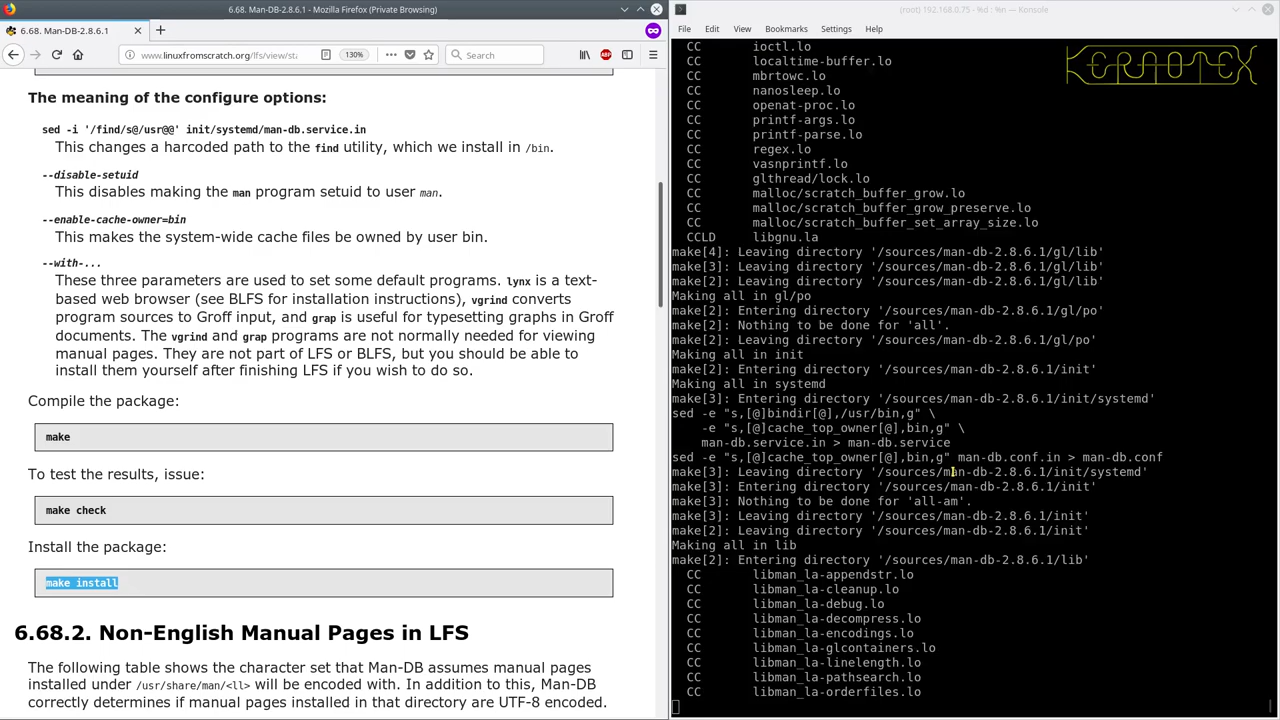 6.68. Man-DB-2.8.6.1 - Mozilla Firefox (Private Browsing)
6.68. Man-DB-2.8.6.1
www.linuxfromscratch.org/lfs/view/sta
130%
Search
ABP
The meaning of the configure options:
sed -i '/find/s@/usr@@' init/systemd/man-db.service.in
This changes a harcoded path to the find utility, which we install in /bin.
--disable-setuid
This disables making the man program setuid to user man.
--enable-cache-owner=bin
This makes the system-wide cache files be owned by user bin.
--with-...
These three parameters are used to set some default programs. lynx is a text-
based web browser (see BLFS for installation instructions), vgrind converts
program sources to Groff input, and grap is useful for typesetting graphs in Groff
documents. The vgrind and grap programs are not normally needed for viewing
manual pages. They are not part of LFS or BLFS, but you should be able to
install them yourself after finishing LFS if you wish to do so.
Compile the package:
make
To test the results, issue:
make check
Install the package:
make install
6.68.2. Non-English Manual Pages in LFS
The following table shows the character set that Man-DB assumes manual pages
installed under /usr/share/man/<ll> will be encoded with. In addition to this, Man-DB
correctly determines if manual pages installed in that directory are UTF-8 encoded.
(root) 192.168.0.75 - %d : %n — Konsole
File Edit View Bookmarks Settings Help
KERNOTEX
CC ioctl.lo
CC localtime-buffer.lo
CC mbrtowc.lo
CC nanosleep.lo
CC openat-proc.lo
CC printf-args.lo
CC printf-parse.lo
CC regex.lo
CC vasnprintf.lo
CC glthread/lock.lo
CC malloc/scratch_buffer_grow.lo
CC malloc/scratch_buffer_grow_preserve.lo
CC malloc/scratch_buffer_set_array_size.lo
CCLD libgnu.la
make[4]: Leaving directory '/sources/man-db-2.8.6.1/gl/lib'
make[3]: Leaving directory '/sources/man-db-2.8.6.1/gl/lib'
make[2]: Leaving directory '/sources/man-db-2.8.6.1/gl/lib'
Making all in gl/po
make[2]: Entering directory '/sources/man-db-2.8.6.1/gl/po'
make[2]: Nothing to be done for 'all'.
make[2]: Leaving directory '/sources/man-db-2.8.6.1/gl/po'
Making all in init
make[2]: Entering directory '/sources/man-db-2.8.6.1/init'
Making all in systemd
make[3]: Entering directory '/sources/man-db-2.8.6.1/init/systemd'
sed -e "s,[@]bindir[@],/usr/bin,g" \
-e "s,[@]cache_top_owner[@],bin,g" \
man-db.service.in > man-db.service
sed -e "s,[@]cache_top_owner[@],bin,g" man-db.conf.in > man-db.conf
make[3]: Leaving directory '/sources/man-db-2.8.6.1/init/systemd'
make[3]: Entering directory '/sources/man-db-2.8.6.1/init'
make[3]: Nothing to be done for 'all-am'.
make[3]: Leaving directory '/sources/man-db-2.8.6.1/init'
make[2]: Leaving directory '/sources/man-db-2.8.6.1/init'
Making all in lib
make[2]: Entering directory '/sources/man-db-2.8.6.1/lib'
CC libman_la-appendstr.lo
CC libman_la-cleanup.lo
CC libman_la-debug.lo
CC libman_la-decompress.lo
CC libman_la-encodings.lo
CC libman_la-glcontainers.lo
CC libman_la-linelength.lo
CC libman_la-pathsearch.lo
CC libman_la-orderfiles.lo